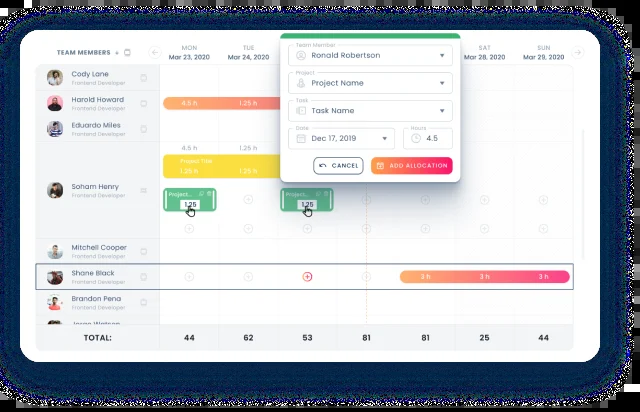 TEAM MEMBERS +
MON TUE SAT SUN
Mar 23, 2020 Mar 24, 2020 Mar 28, 2020 Mar 29, 2020
Team Member
Ronald Robertson
Project
Project Name
Task
Task Name
Date Hours
Dec 17, 2019 4.5
CANCEL ADD ALLOCATION
Cody Lane
Frontend Developer
Harold Howard
Frontend Developer
4.5 h 1.25 h
Eduardo Miles
Frontend Developer
4.5 h 1.25 h
Project Title
1.25 h 1.25 h
Soham Henry
Frontend Developer
Project... Project...
1.25 1.25
Mitchell Cooper
Frontend Developer
Shane Black
Frontend Developer
3 h 3 h 3 h
Brandon Pena
Frontend Developer
TOTAL: 44 62 53 81 81 25 44